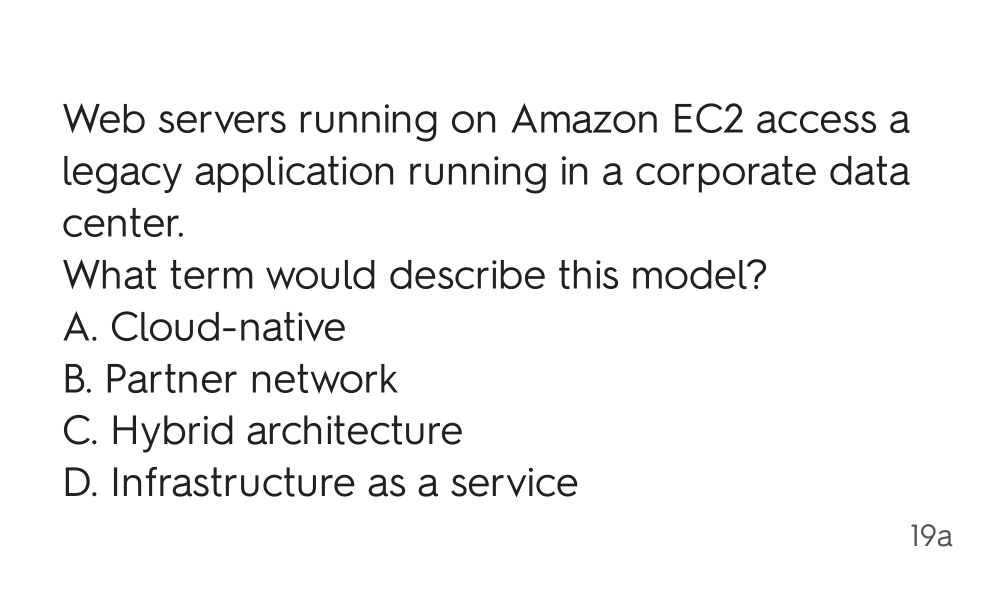 Web servers running on Amazon EC2 access a
legacy application running in a corporate data
center.
What term would describe this model?
A. Cloud-native
B. Partner network
C. Hybrid architecture
D. Infrastructure as a service
19a